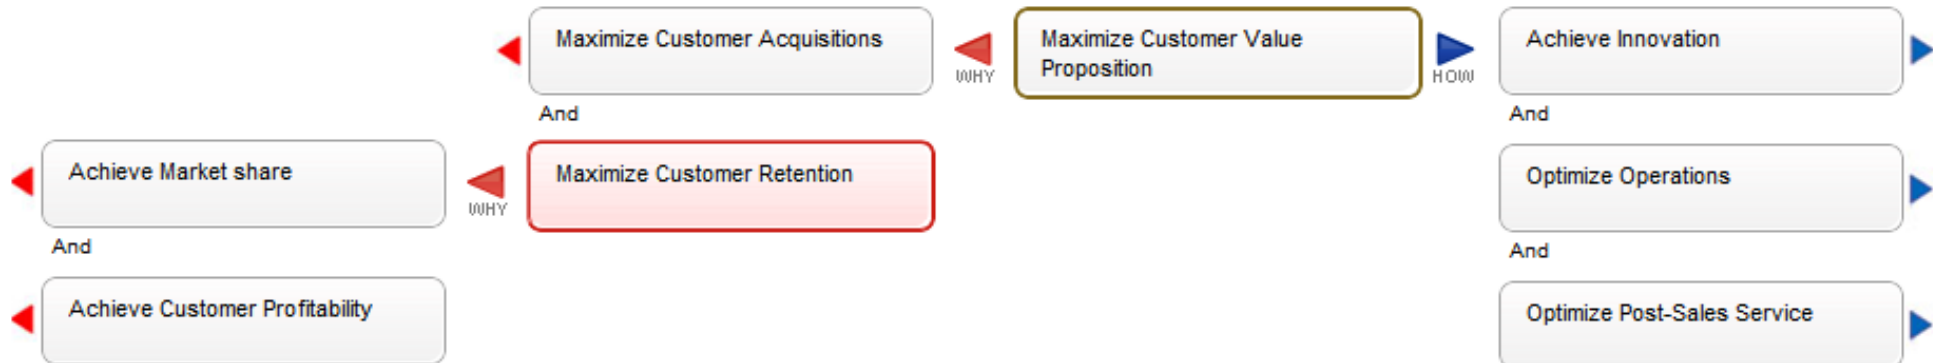 Maximize Customer Acquisitions
WHY
Maximize Customer Value
Proposition
HOW
Achieve Innovation
And
And
Achieve Market share
WHY
Maximize Customer Retention
Optimize Operations
And
And
Achieve Customer Profitability
Optimize Post-Sales Service